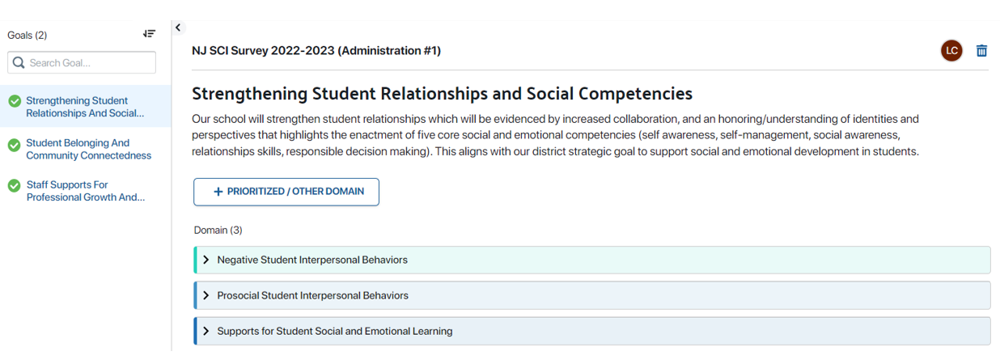 Goals (2)
Search Goal...
Strengthening Student
Relationships And Social...
Student Belonging And
Community Connectedness
Staff Supports For
Professional Growth And...
NJ SCI Survey 2022-2023 (Administration #1)
LC
Strengthening Student Relationships and Social Competencies
Our school will strengthen student relationships which will be evidenced by increased collaboration, and an honoring/understanding of identities and
perspectives that highlights the enactment of five core social and emotional competencies (self awareness, self-management, social awareness,
relationships skills, responsible decision making). This aligns with our district strategic goal to support social and emotional development in students.
+ PRIORITIZED / OTHER DOMAIN
Domain (3)
Negative Student Interpersonal Behaviors
Prosocial Student Interpersonal Behaviors
Supports for Student Social and Emotional Learning